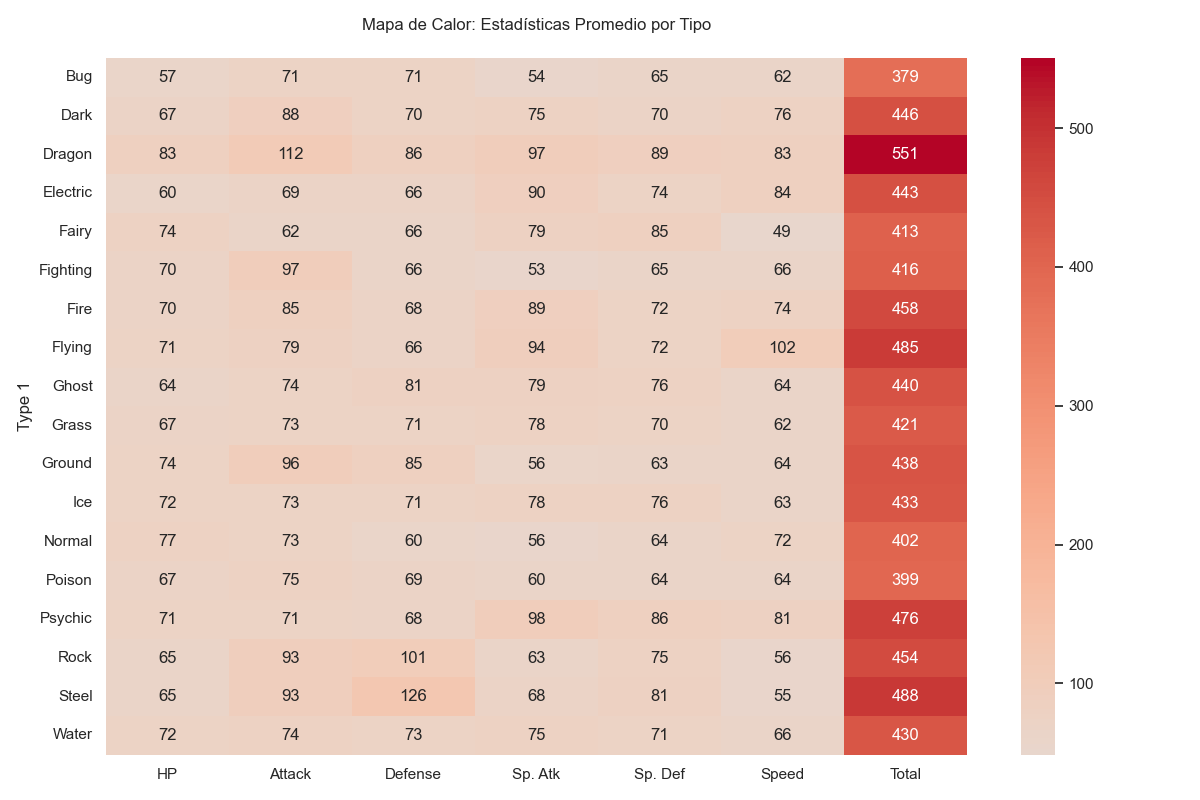 Mapa de Calor: Estadísticas Promedio por Tipo
Bug 57 71 71 54 65 62 379
Dark 67 88 70 75 70 76 446
Dragon 83 112 86 97 89 83 551
Electric 60 69 66 90 74 84 443
Fairy 74 62 66 79 85 49 413
Fighting 70 97 66 53 65 66 416
Fire 70 85 68 89 72 74 458
Flying 71 79 66 94 72 102 485
Ghost 64 74 81 79 76 64 440
Grass 67 73 71 78 70 62 421
Ground 74 96 85 56 63 64 438
Ice 72 73 71 78 76 63 433
Normal 77 73 60 56 64 72 402
Poison 67 75 69 60 64 64 399
Psychic 71 71 68 98 86 81 476
Rock 65 93 101 63 75 56 454
Steel 65 93 126 68 81 55 488
Water 72 74 73 75 71 66 430
HP Attack Defense Sp. Atk Sp. Def Speed Total
Type 1
500
400
300
200
100